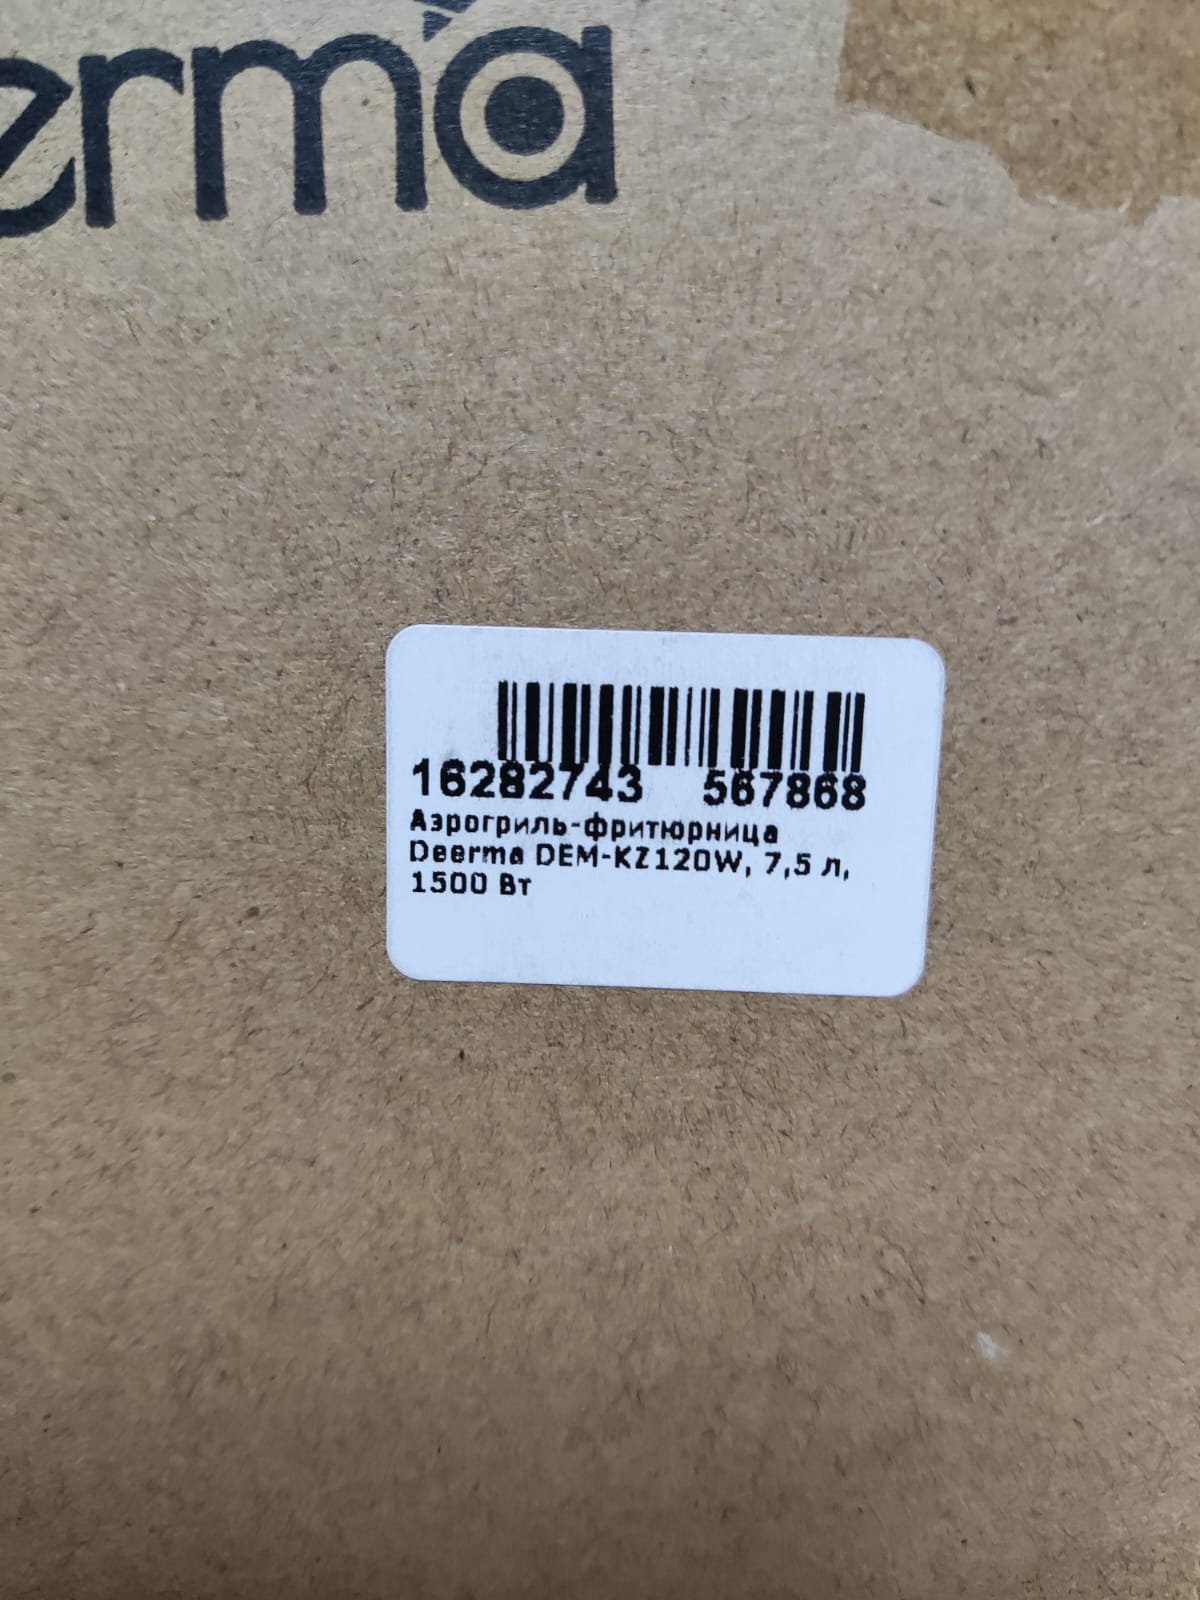 erma
16282743 567868
Аэрогриль-фритюрница
Deerma DEM-KZ120W, 7,5 л,
1500 Вт